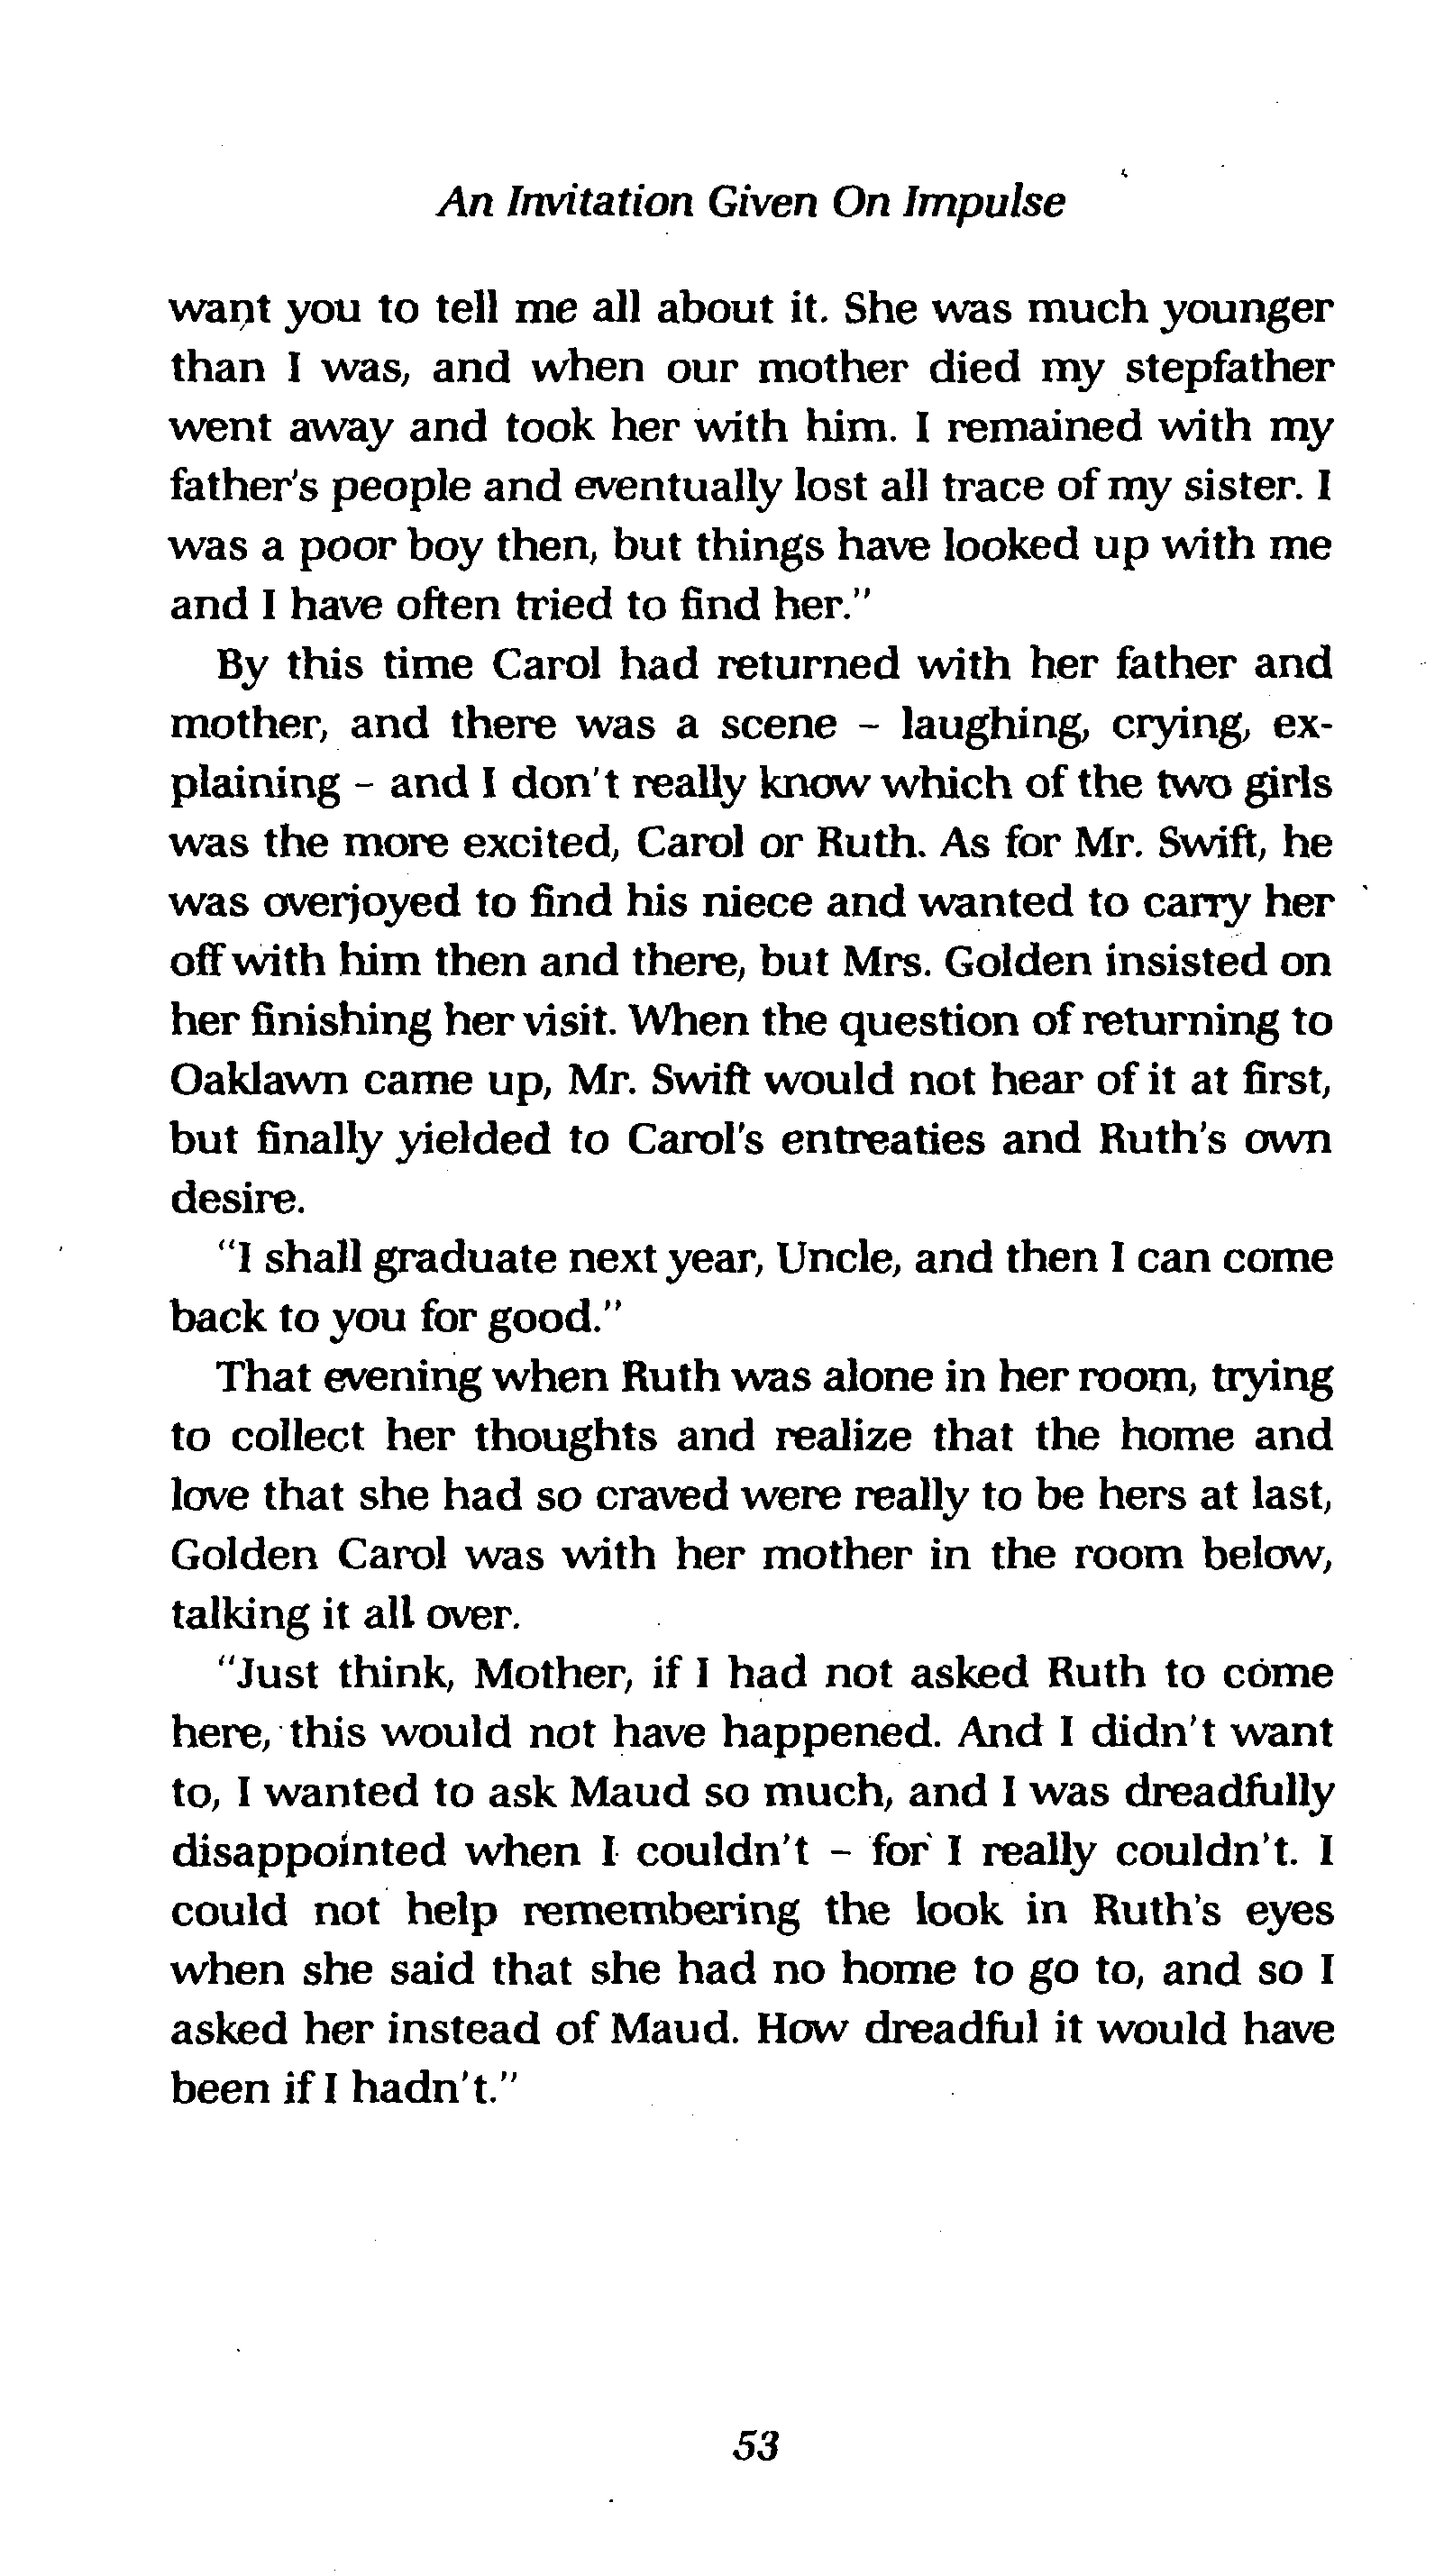 An Invitation Given On Impulse
want you to tell me all about it. She was much younger
than I was, and when our mother died my stepfather
went away and took her with him. I remained with my
father's people and eventually lost all trace of my sister. I
was a poor boy then, but things have looked up with me
and I have often tried to find her."
By this time Carol had returned with her father and
mother, and there was a scene – laughing, crying, ex-
plaining – and I don't really know which of the two girls
was the more excited, Carol or Ruth. As for Mr. Swift, he
was overjoyed to find his niece and wanted to carry her
off with him then and there, but Mrs. Golden insisted on
her finishing her visit. When the question of returning to
Oaklawn came up, Mr. Swift would not hear of it at first,
but finally yielded to Carol's entreaties and Ruth's own
desire.
"I shall graduate next year, Uncle, and then I can come
back to you for good."
That evening when Ruth was alone in her room, trying
to collect her thoughts and realize that the home and
love that she had so craved were really to be hers at last,
Golden Carol was with her mother in the room below,
talking it all over.
"Just think, Mother, if I had not asked Ruth to come
here, this would not have happened. And I didn't want
to, I wanted to ask Maud so much, and I was dreadfully
disappointed when I couldn't – for I really couldn't. I
could not help remembering the look in Ruth's eyes
when she said that she had no home to go to, and so I
asked her instead of Maud. How dreadful it would have
been if I hadn't."
53